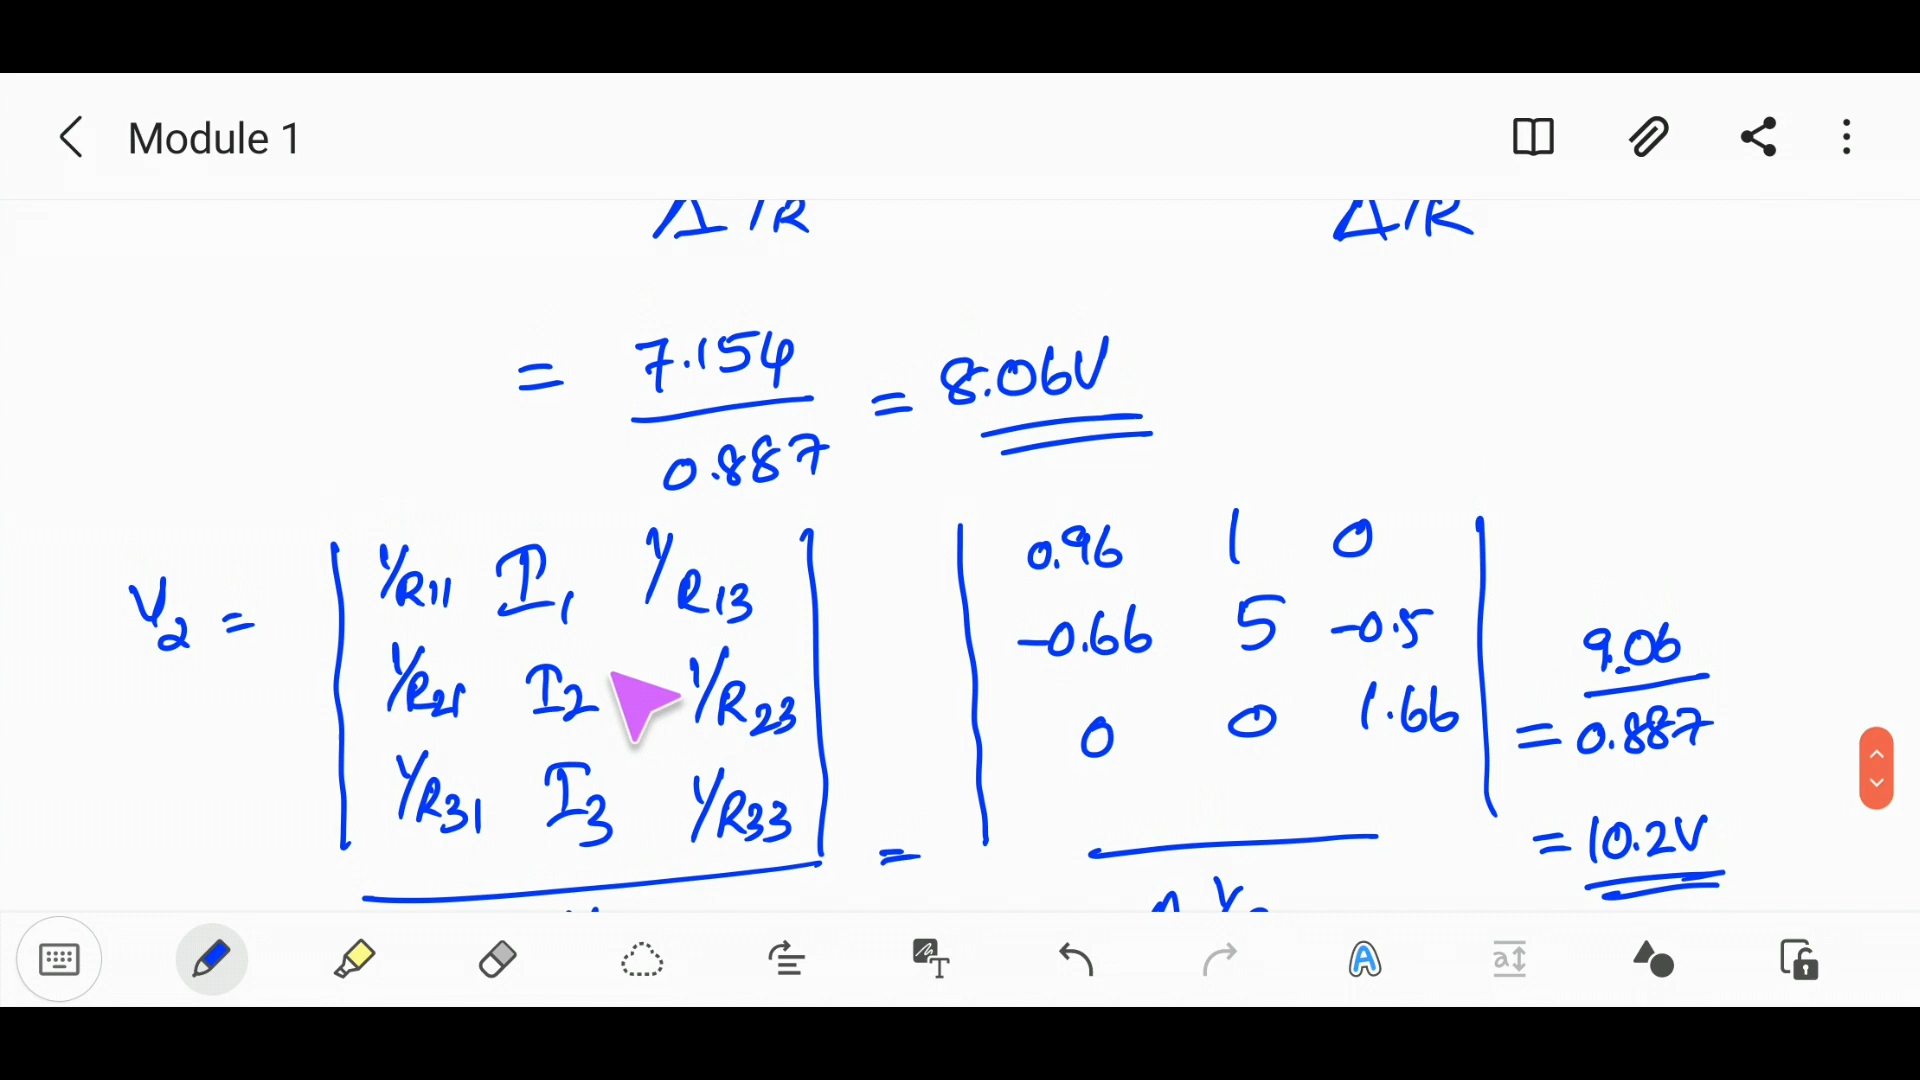 Module 1
Δ 1/R Δ 1/R
= 7.154 / 0.887 = 8.06V
V2 = | 1/R11 I1 1/R13 | | 0.96 1 0 |
| 1/R21 I2 1/R23 | | -0.66 5 -0.5 | = 9.06 / 0.887
| 1/R31 I3 1/R33 | = | 0 0 1.66 | = 10.2V